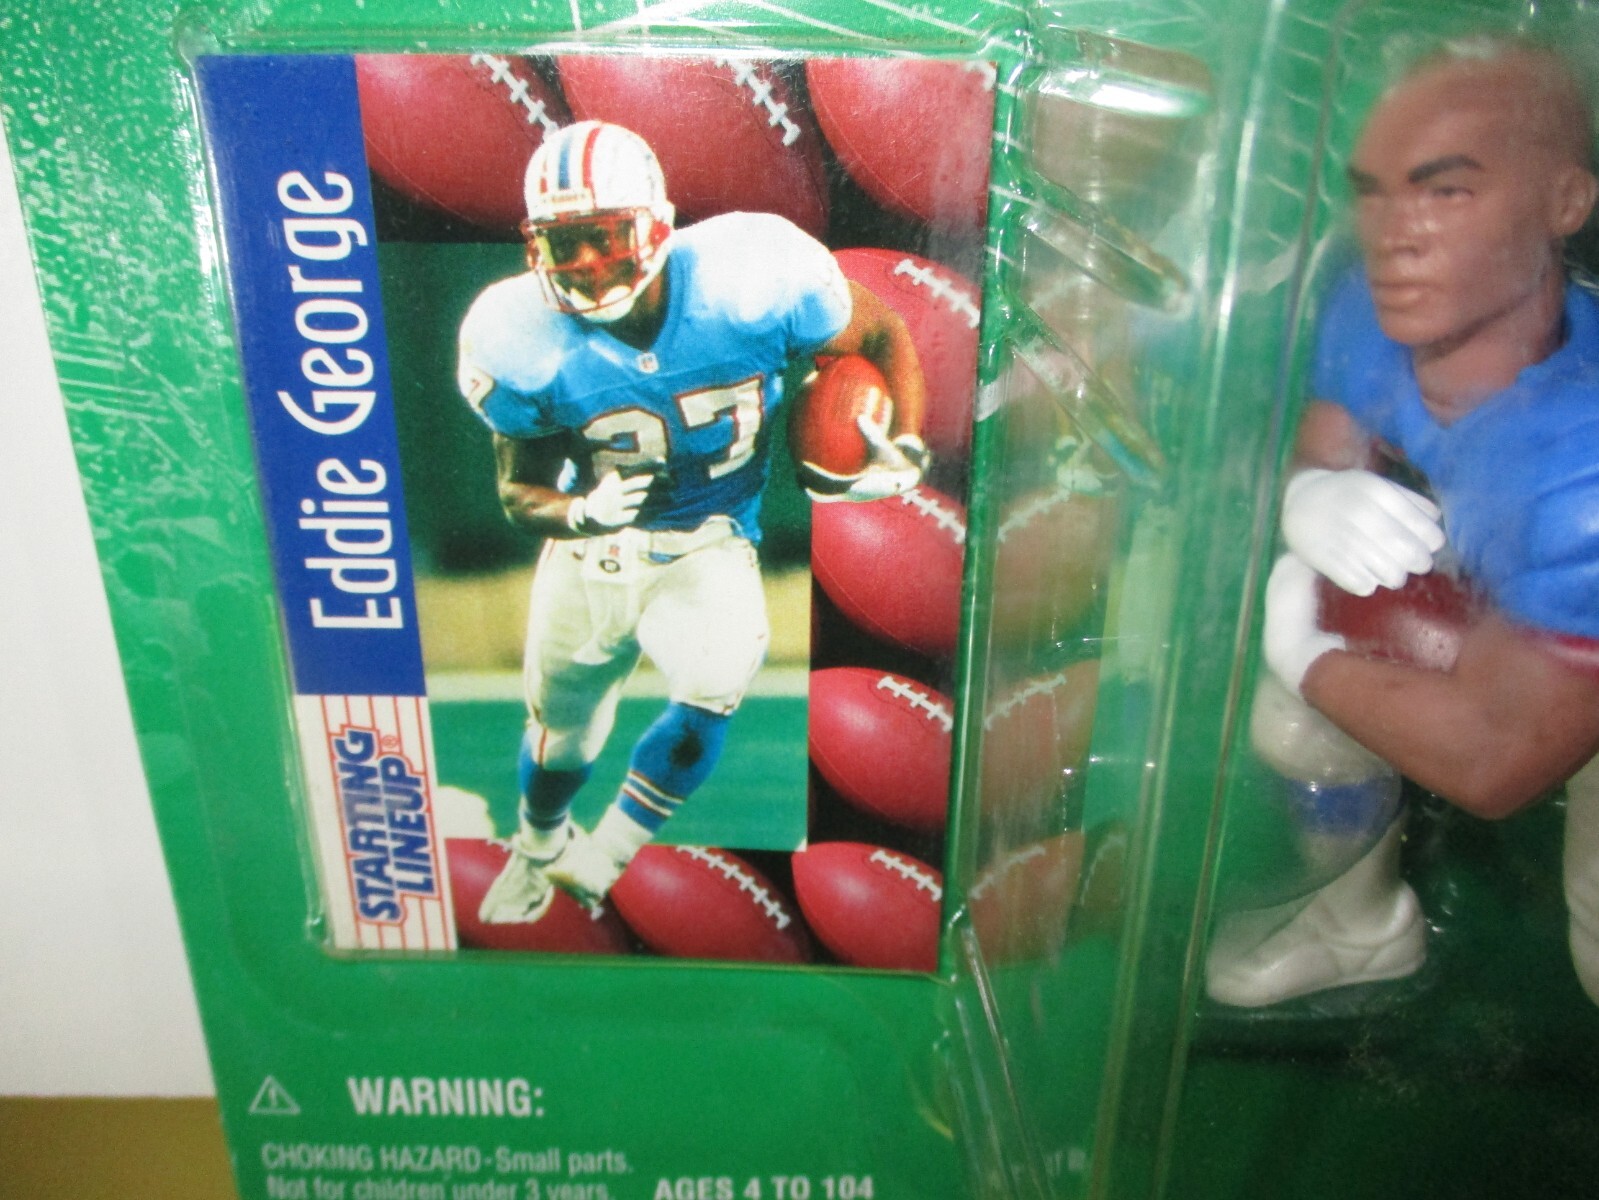 Eddie George
STARTING
LINEUP®
27
WARNING:
CHOKING HAZARD-Small parts.
Not for children under 3 years.
AGES 4 TO 104